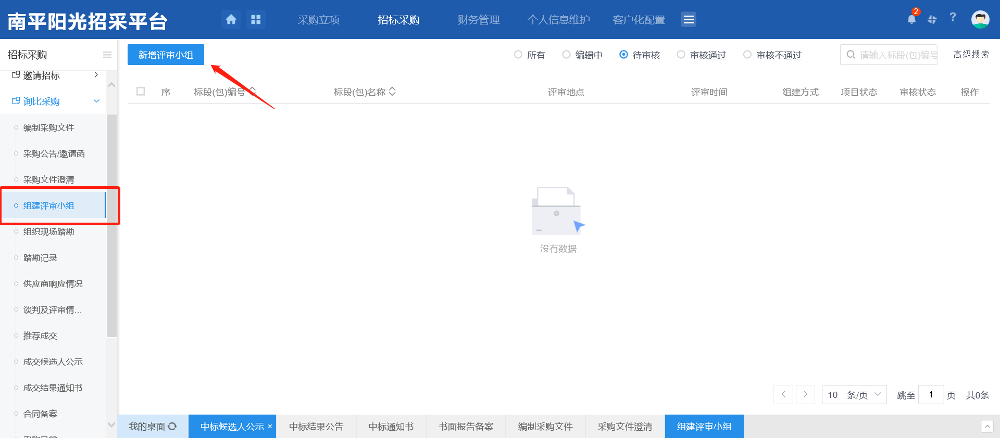 南平阳光招采平台
采购立项 招标采购 财务管理 个人信息维护 客户化配置
2
?
招标采购
新增评审小组
所有 编辑中 待审核 审核通过 审核不通过
请输入标段(包)编号
高级搜索
邀请招标
询比采购
编制采购文件
采购公告/邀请函
采购文件澄清
组建评审小组
组织现场踏勘
踏勘记录
供应商响应情况
谈判及评审情...
推荐成交
成交候选人公示
成交结果通知书
合同备案
序 标段(包)编号 标段(包)名称 评审地点 评审时间 组建方式 项目状态 审核状态 操作
没有数据
10 条/页 跳至 1 页 共0条
我的桌面 中标候选人公示 × 中标结果公告 中标通知书 书面报告备案 编制采购文件 采购文件澄清 组建评审小组